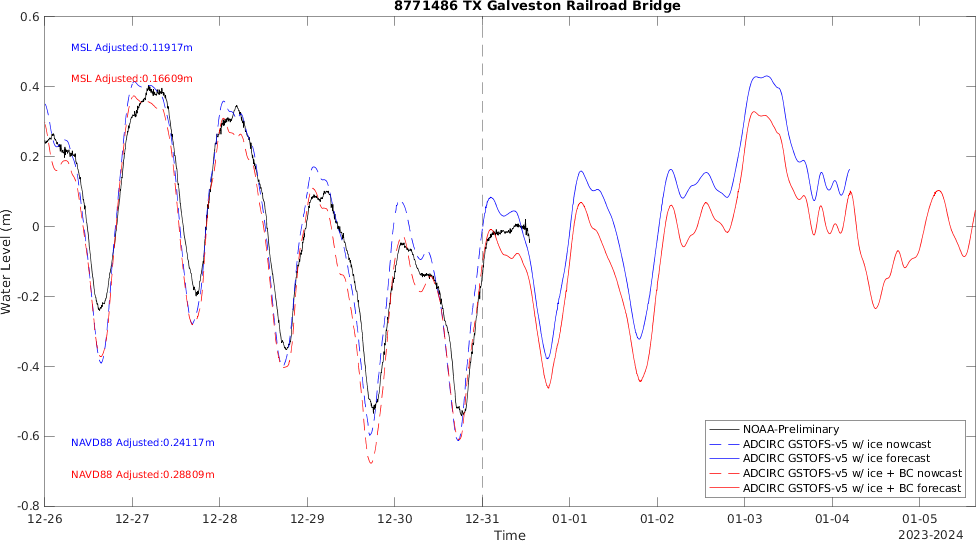 8771486 TX Galveston Railroad Bridge
0.6
0.4
0.2
0
-0.2
-0.4
-0.6
-0.8
Water Level (m)
MSL Adjusted:0.11917m
MSL Adjusted:0.16609m
NAVD88 Adjusted:0.24117m
NAVD88 Adjusted:0.28809m
NOAA-Preliminary
ADCIRC GSTOFS-v5 w/ ice nowcast
ADCIRC GSTOFS-v5 w/ ice forecast
ADCIRC GSTOFS-v5 w/ ice + BC nowcast
ADCIRC GSTOFS-v5 w/ ice + BC forecast
12-26 12-27 12-28 12-29 12-30 12-31 01-01 01-02 01-03 01-04 01-05
Time
2023-2024